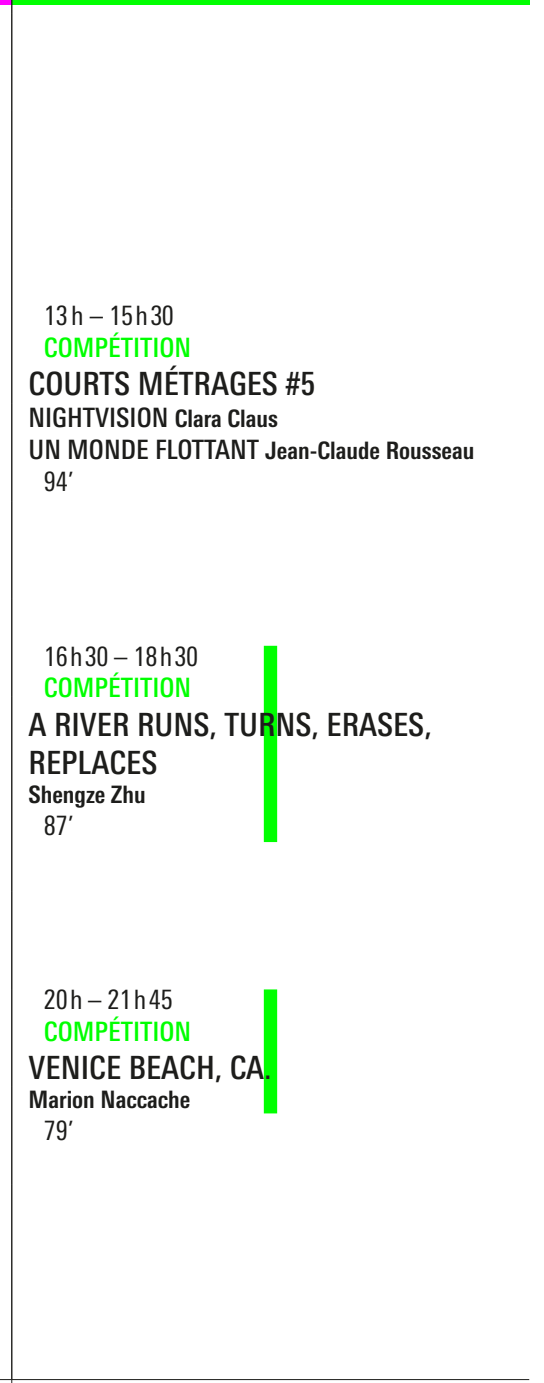 13 h – 15 h 30
COMPÉTITION
COURTS MÉTRAGES #5
NIGHTVISION Clara Claus
UN MONDE FLOTTANT Jean-Claude Rousseau
94’
16 h 30 – 18 h 30
COMPÉTITION
A RIVER RUNS, TURNS, ERASES,
REPLACES
Shengze Zhu
87’
20 h – 21 h 45
COMPÉTITION
VENICE BEACH, CA.
Marion Naccache
79’